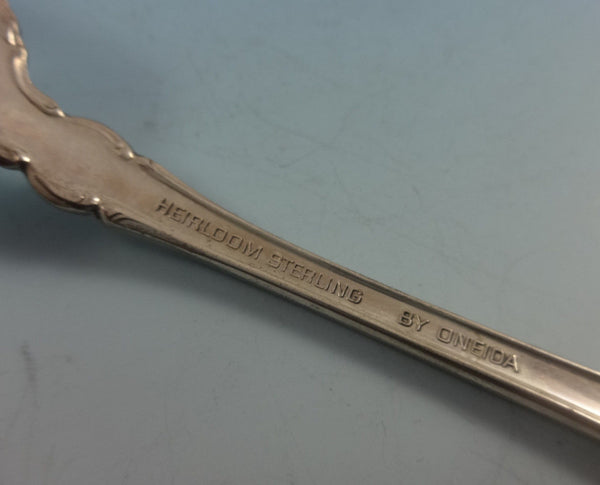 HEIRLOOM STERLING BY ONEIDA